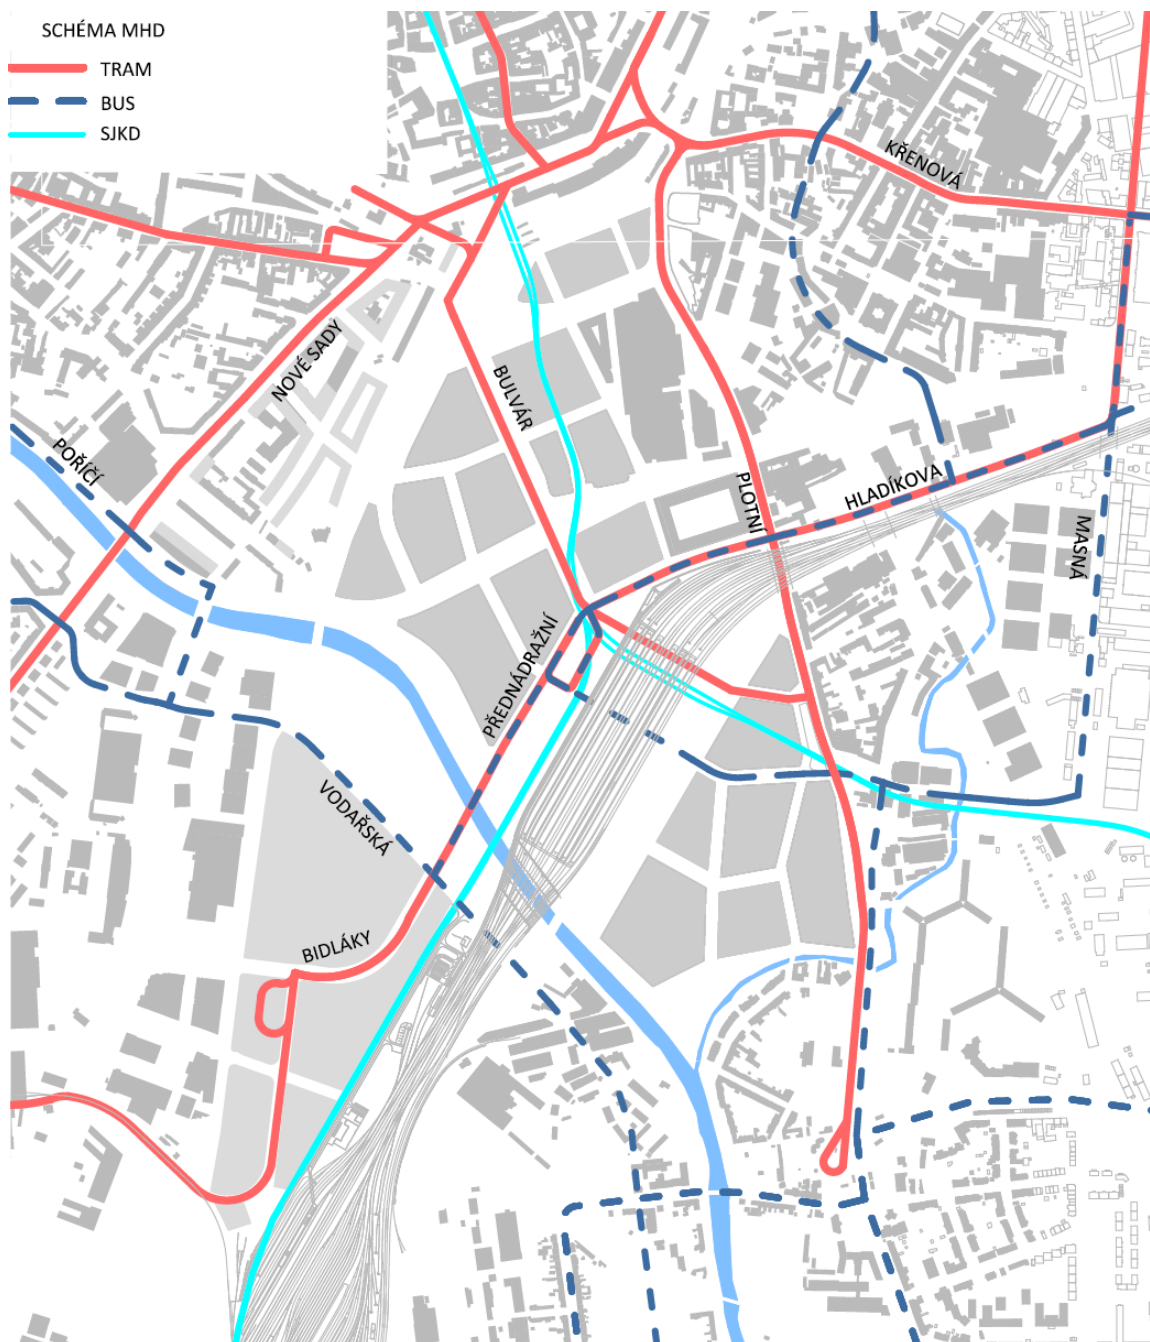 SCHÉMA MHD
TRAM
BUS
SJKD
KŘENOVÁ
NOVÉ SADY
BULVÁR
POŘÍČÍ
PLOTNÍ
HLADÍKOVA
MASNÁ
PŘEDNÁDRAŽNÍ
VODAŘSKÁ
BIDLÁKY